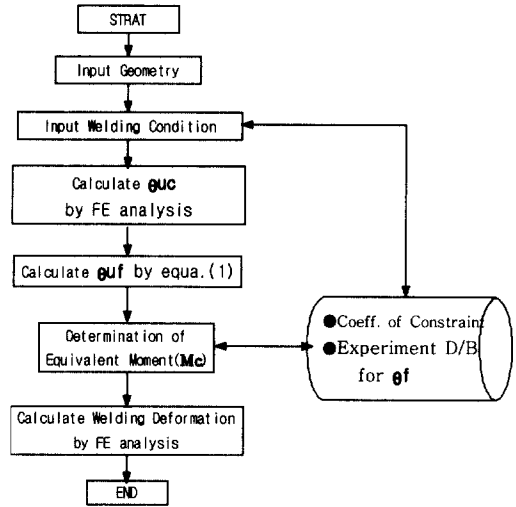 STRAT
Input Geometry
Input Welding Condition
Calculate θuc
by FE analysis
Calculate θuf by equa.(1)
Determination of
Equivalent Moment(Mc)
Calculate Welding Deformation
by FE analysis
END
●Coeff. of Constraint
●Experiment D/B
for θf